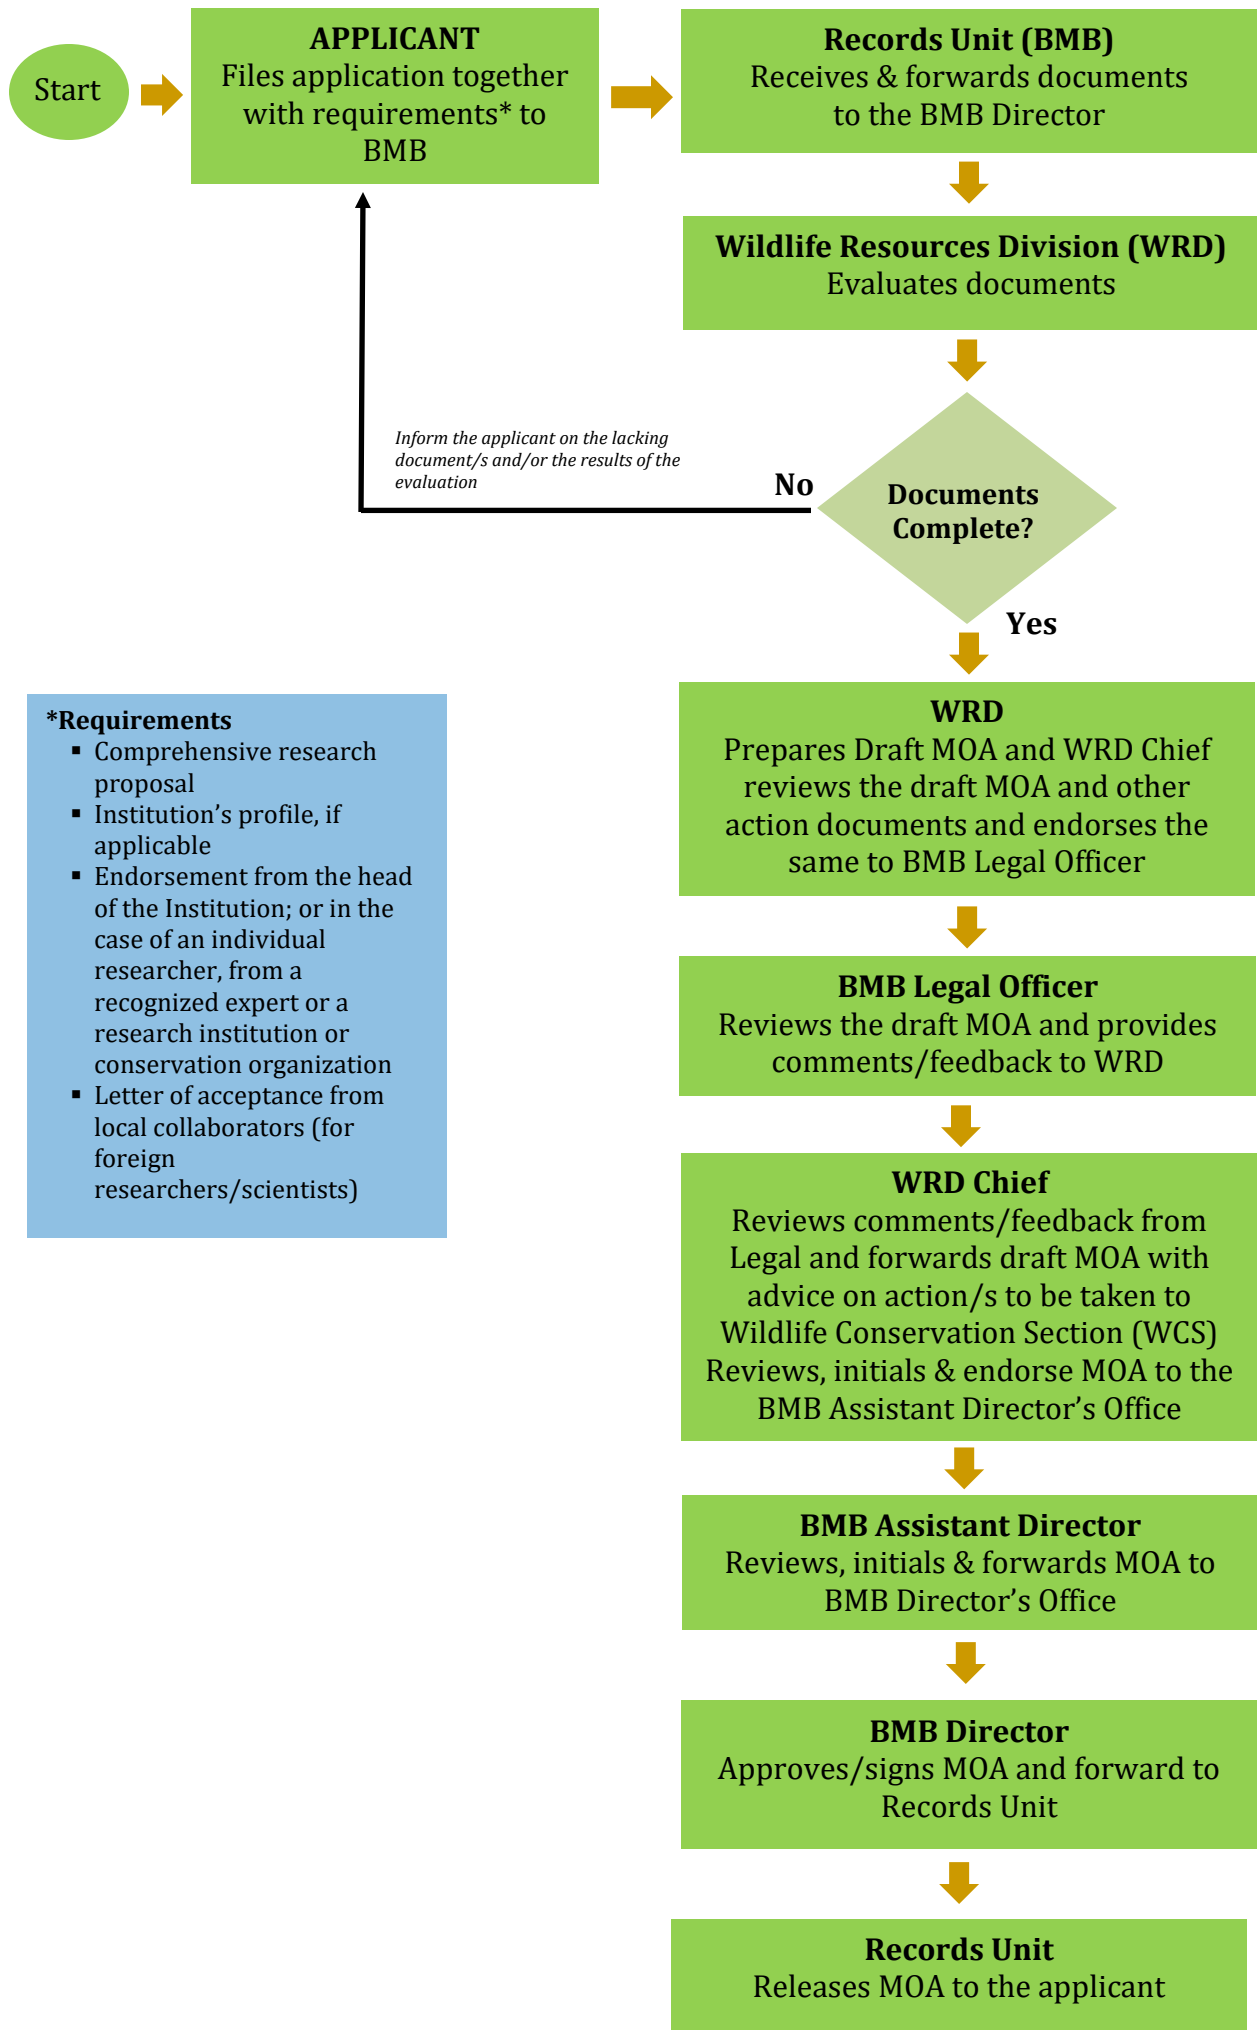 Start
APPLICANT
Files application together
with requirements* to
BMB
Records Unit (BMB)
Receives & forwards documents
to the BMB Director
Wildlife Resources Division (WRD)
Evaluates documents
Inform the applicant on the lacking
document/s and/or the results of the
evaluation
No
Documents
Complete?
Yes
*Requirements
▪ Comprehensive research
proposal
▪ Institution’s profile, if
applicable
▪ Endorsement from the head
of the Institution; or in the
case of an individual
researcher, from a
recognized expert or a
research institution or
conservation organization
▪ Letter of acceptance from
local collaborators (for
foreign
researchers/scientists)
WRD
Prepares Draft MOA and WRD Chief
reviews the draft MOA and other
action documents and endorses the
same to BMB Legal Officer
BMB Legal Officer
Reviews the draft MOA and provides
comments/feedback to WRD
WRD Chief
Reviews comments/feedback from
Legal and forwards draft MOA with
advice on action/s to be taken to
Wildlife Conservation Section (WCS)
Reviews, initials & endorse MOA to the
BMB Assistant Director’s Office
BMB Assistant Director
Reviews, initials & forwards MOA to
BMB Director’s Office
BMB Director
Approves/signs MOA and forward to
Records Unit
Records Unit
Releases MOA to the applicant